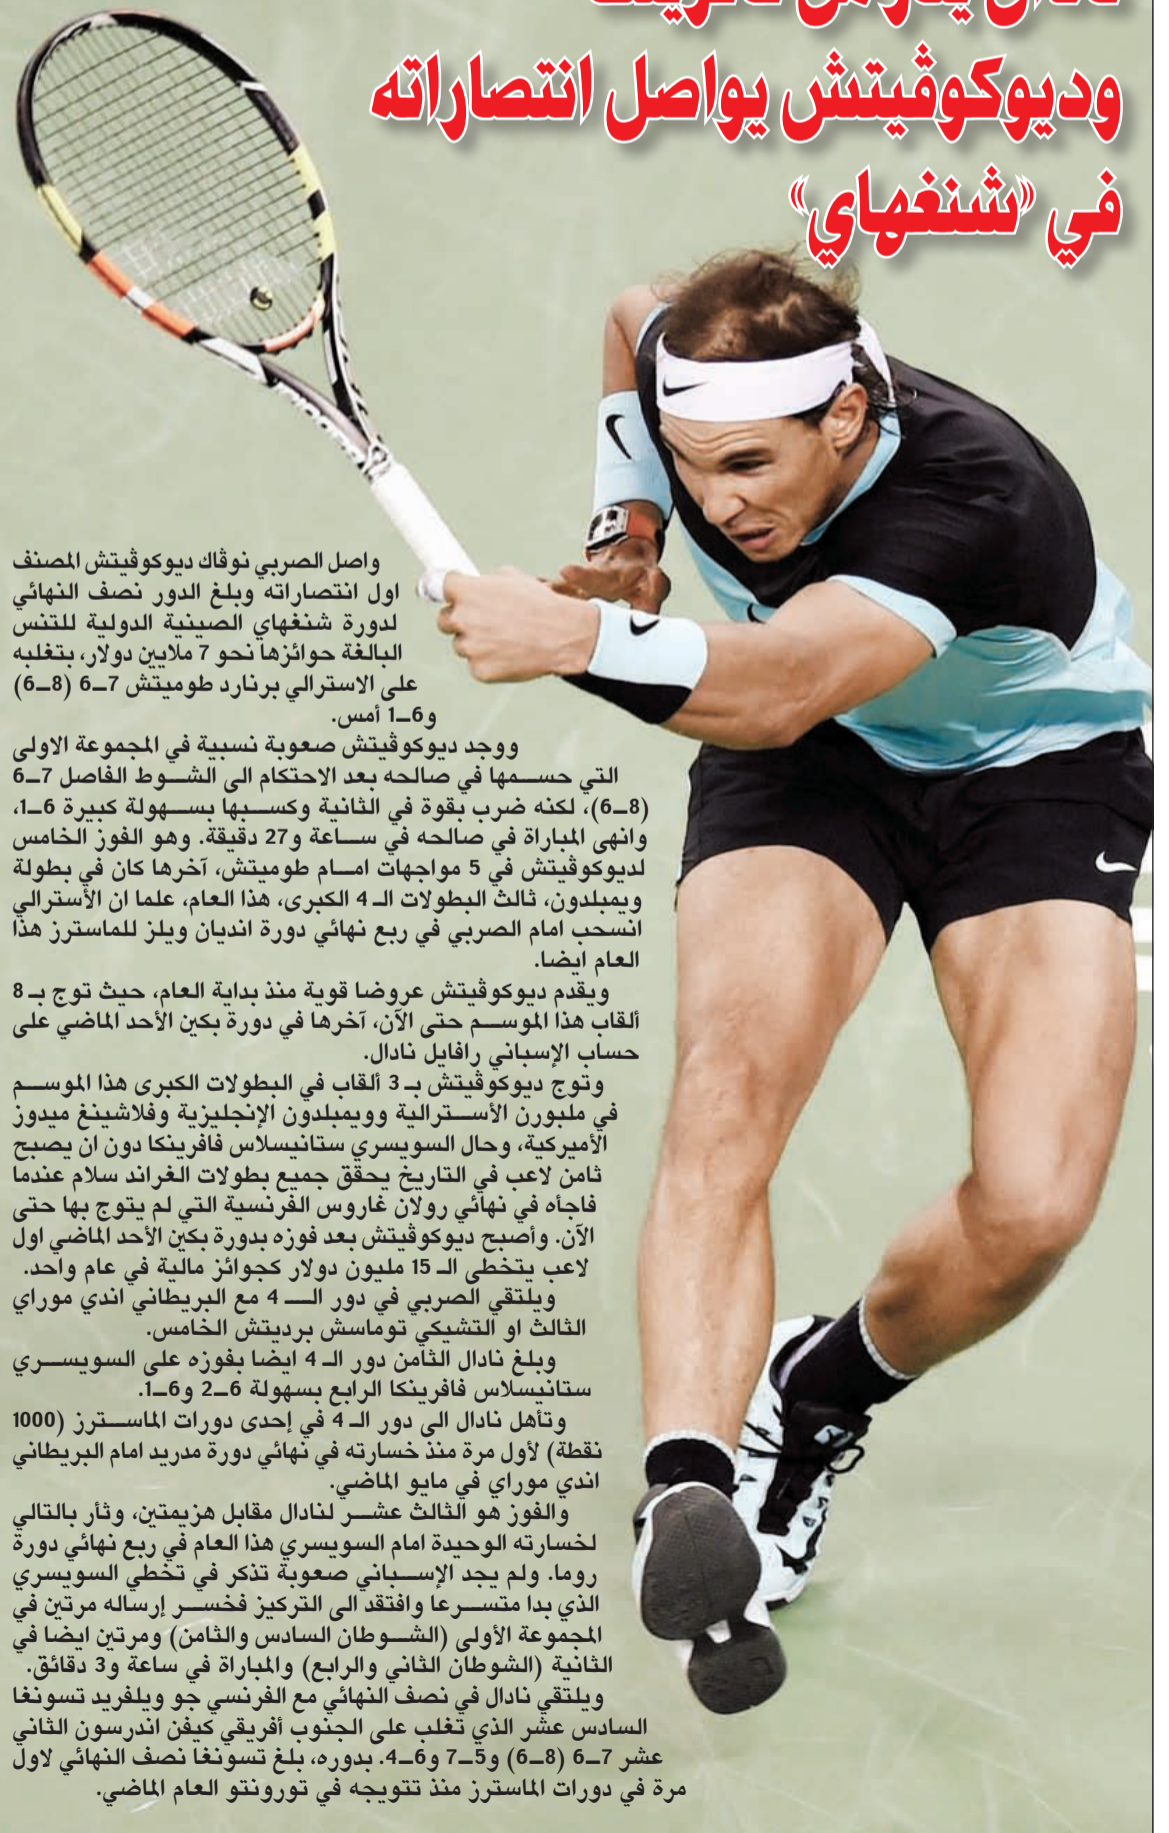 وديوكوڤيتش يواصل انتصاراته
في «شنغهاي»
واصل الصربي نوڤاك ديوكوڤيتش المصنف
اول انتصاراته وبلغ الدور نصف النهائي
لدورة شنغهاي الصينية الدولية للتنس
البالغة حوائزها نحو 7 ملايين دولار، بتغلبه
على الاسترالي برنارد طوميتش 7ـ6 (8ـ6)
و6ـ1 أمس.
ووجد ديوكوڤيتش صعوبة نسبية في المجموعة الاولى
التي حسمها في صالحه بعد الاحتكام الى الشوط الفاصل 7ـ6
(8ـ6)، لكنه ضرب بقوة في الثانية وكسبها بسهولة كبيرة 6ـ1،
وانهى المباراة في صالحه في ساعة و27 دقيقة. وهو الفوز الخامس
لديوكوڤيتش في 5 مواجهات امام طوميتش، آخرها كان في بطولة
ويمبلدون، ثالث البطولات الـ 4 الكبرى، هذا العام، علما ان الأسترالي
انسحب امام الصربي في ربع نهائي دورة انديان ويلز للماسترز هذا
العام ايضا.
ويقدم ديوكوڤيتش عروضا قوية منذ بداية العام، حيث توج بـ 8
ألقاب هذا الموسم حتى الآن، آخرها في دورة بكين الأحد الماضي على
حساب الإسباني رافايل نادال.
وتوج ديوكوڤيتش بـ 3 ألقاب في البطولات الكبرى هذا الموسم
في ملبورن الأسترالية وويمبلدون الإنجليزية وفلاشينغ ميدوز
الأميركية، وحال السويسري ستانيسلاس فافرينكا دون ان يصبح
ثامن لاعب في التاريخ يحقق جميع بطولات الغراند سلام عندما
فاجأه في نهائي رولان غاروس الفرنسية التي لم يتوج بها حتى
الآن. وأصبح ديوكوڤيتش بعد فوزه بدورة بكين الأحد الماضي اول
لاعب يتخطى الـ 15 مليون دولار كجوائز مالية في عام واحد.
ويلتقي الصربي في دور الـ 4 مع البريطاني اندي موراي
الثالث او التشيكي توماسش برديتش الخامس.
وبلغ نادال الثامن دور الـ 4 ايضا بفوزه على السويسري
ستانيسلاس فافرينكا الرابع بسهولة 6ـ2 و6ـ1.
وتأهل نادال الى دور الـ 4 في إحدى دورات الماسترز (1000
نقطة) لأول مرة منذ خسارته في نهائي دورة مدريد امام البريطاني
اندي موراي في مايو الماضي.
والفوز هو الثالث عشر لنادال مقابل هزيمتين، وثأر بالتالي
لخسارته الوحيدة امام السويسري هذا العام في ربع نهائي دورة
روما. ولم يجد الإسباني صعوبة تذكر في تخطي السويسري
الذي بدا متسرعا وافتقد الى التركيز فخسر إرساله مرتين في
المجموعة الأولى (الشوطان السادس والثامن) ومرتين ايضا في
الثانية (الشوطان الثاني والرابع) والمباراة في ساعة و3 دقائق.
ويلتقي نادال في نصف النهائي مع الفرنسي جو ويلفريد تسونغا
السادس عشر الذي تغلب على الجنوب أفريقي كيفن اندرسون الثاني
عشر 7ـ6 (8ـ6) و5ـ7 و6ـ4. بدوره، بلغ تسونغا نصف النهائي لاول
مرة في دورات الماسترز منذ تتويجه في تورونتو العام الماضي.